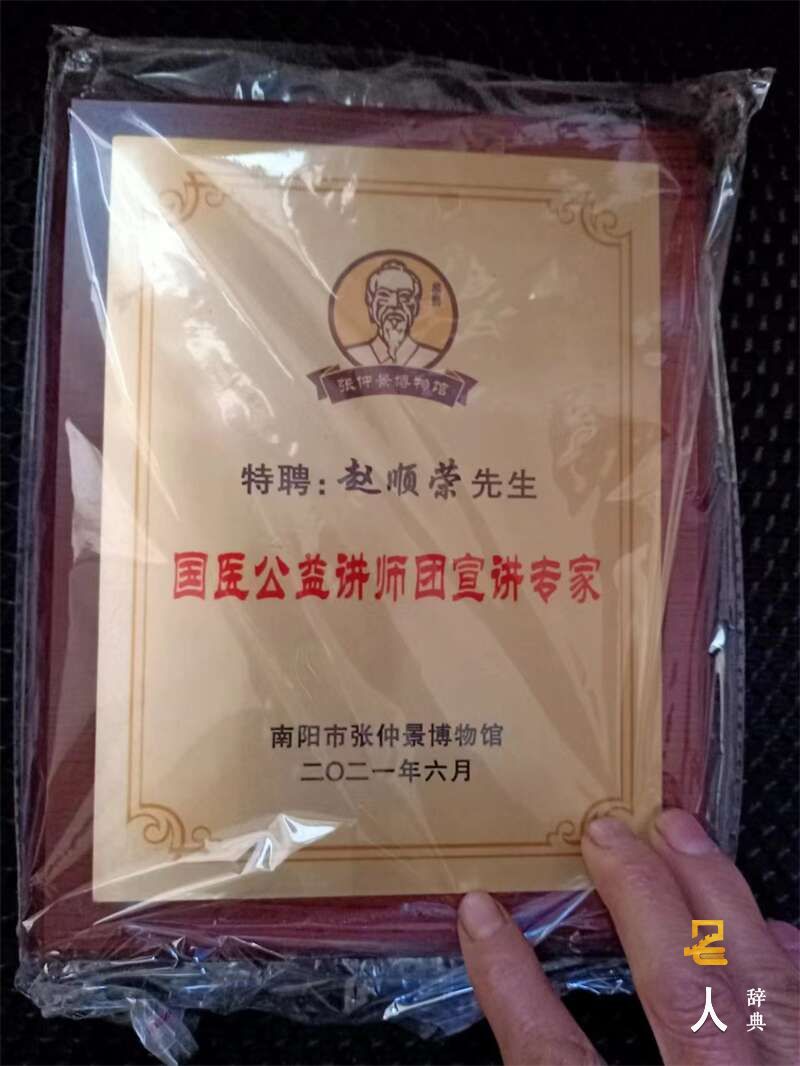 张仲景博物馆
特聘：赵顺荣先生
国医公益讲师团宣讲专家
南阳市张仲景博物馆
二〇二一年六月
名人
辞典